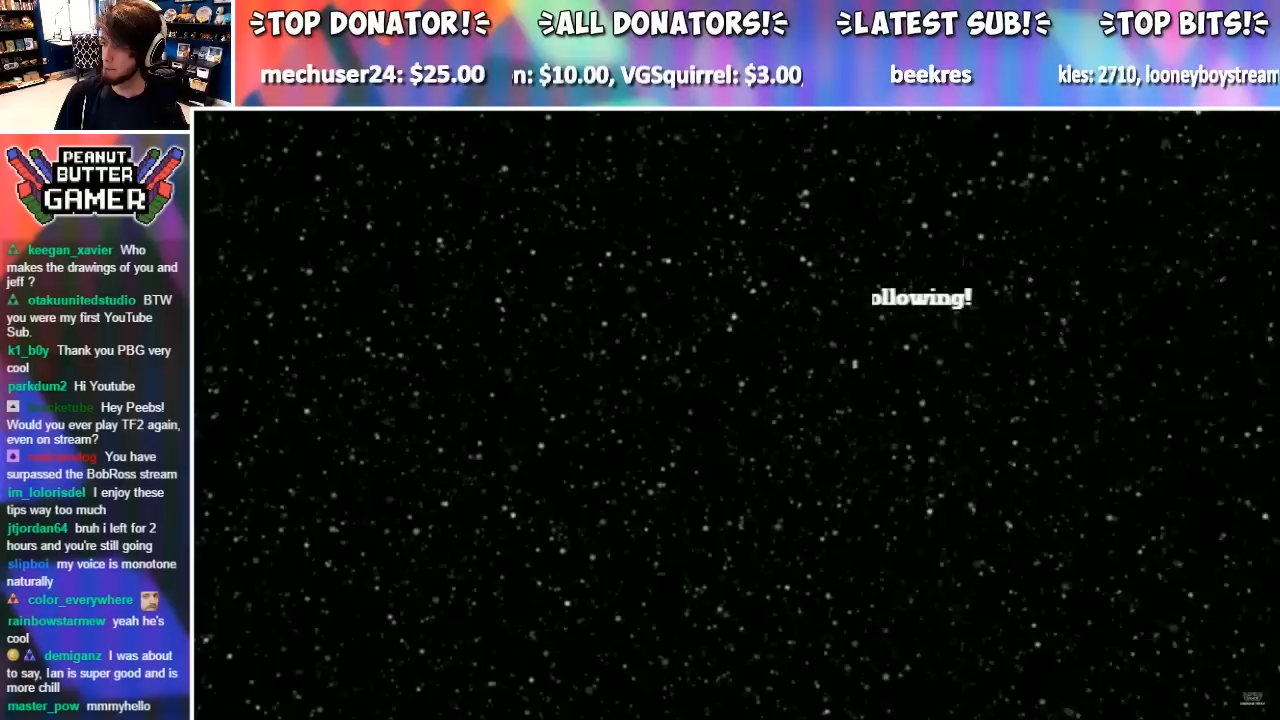 TOP DONATOR!
ALL DONATORS!
LATEST SUB!
TOP BITS!
mechuser24: $25.00
n: $10.00, VGSquirrel: $3.00,
beekres
kles: 2710, looneyboystream
PEANUT
BUTTER
GAMER
keegan_xavier Who
makes the drawings of you and
jeff ?
otakuunitedstudio BTW
you were my first YouTube
Sub.
k1_b0y Thank you PBG very
cool
parkdum2 Hi Youtube
Hey Peebs!
Would you ever play TF2 again,
even on stream?
You have
surpassed the BobRoss stream
im_lolorisdel I enjoy these
tips way too much
jtjordan64 bruh i left for 2
hours and you're still going
slipboi my voice is monotone
naturally
color_everywhere
rainbowstarmew yeah he's
cool
demiganz I was about
to say, Ian is super good and is
more chill
master_pow mmmyhello
ollowing!